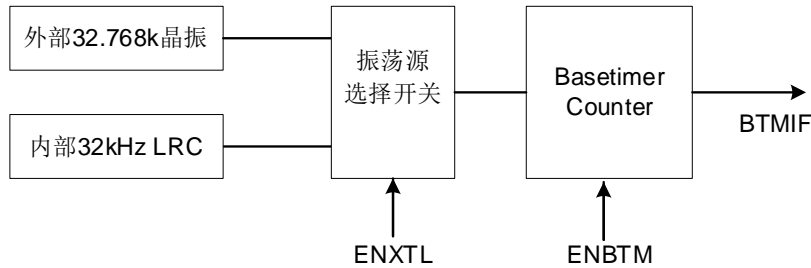 外部32.768k晶振
内部32kHz LRC
振荡源
选择开关
Basetimer
Counter
BTMIF
ENXTL
ENBTM